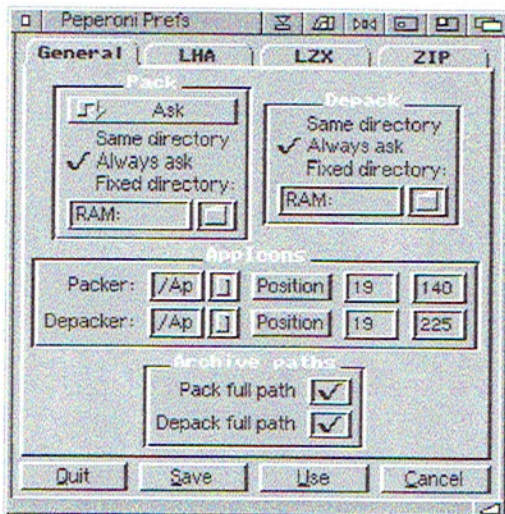 Peperoni Prefs
General LHA LZX ZIP
Pack
Ask
Same directory
Always ask
Fixed directory:
RAM:
Depack
Same directory
Always ask
Fixed directory:
RAM:
AppIcons
Packer: /Ap Position 19 140
Depacker: /Ap Position 19 225
Archive paths
Pack full path
Depack full path
Quit Save Use Cancel